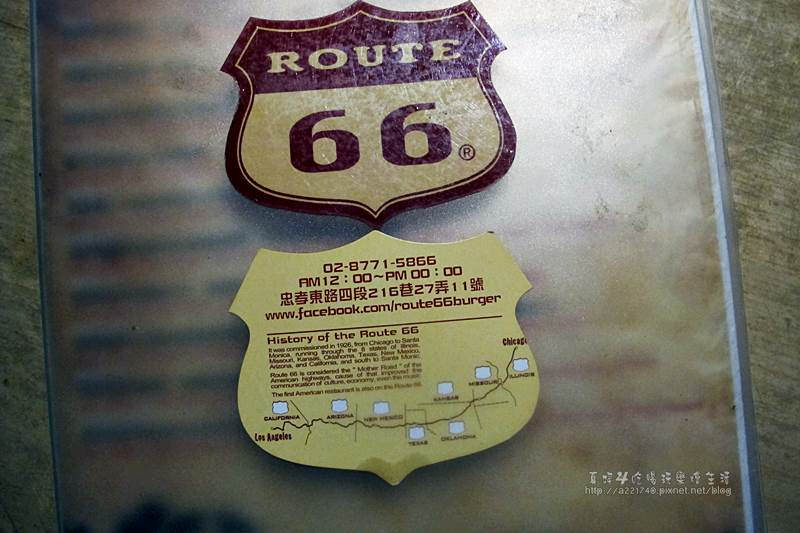 ROUTE
66®
02-8771-5866
AM12：00～PM 00：00
忠孝東路四段216巷27弄11號
www.facebook.com/route66burger
History of the Route 66
It was commissioned in 1926, from Chicago to Santa
Monica, running through the 8 states of Illinois,
Missouri, Kansas, Oklahoma, Texas, New Mexico,
Arizona, and California, and south to Santa Monic.
Route 66 is considered the " Mother Road " of the
American highways, cause of that improved the
communication of culture, economy, even the music.
The first American restaurant is also on the Route 66.
Chicago
ILLINOIS
MISSOURI
KANSAS
ARIZONA
NEW MEXICO
CALIFORNIA
OKLAHOMA
TEXAS
Los Angeles
http://a221740.pixnet.net/blog